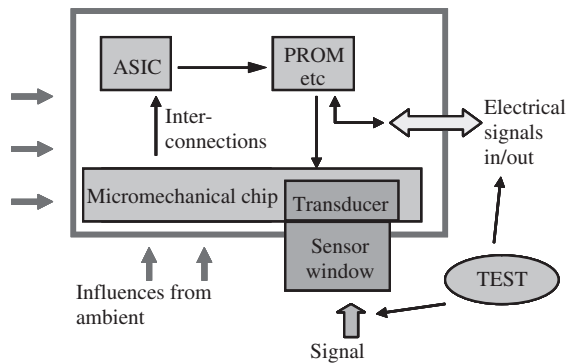 ASIC
PROM
etc
Inter-
connections
Electrical
signals
in/out
Micromechanical chip
Transducer
Sensor
window
TEST
Influences from
ambient
Signal